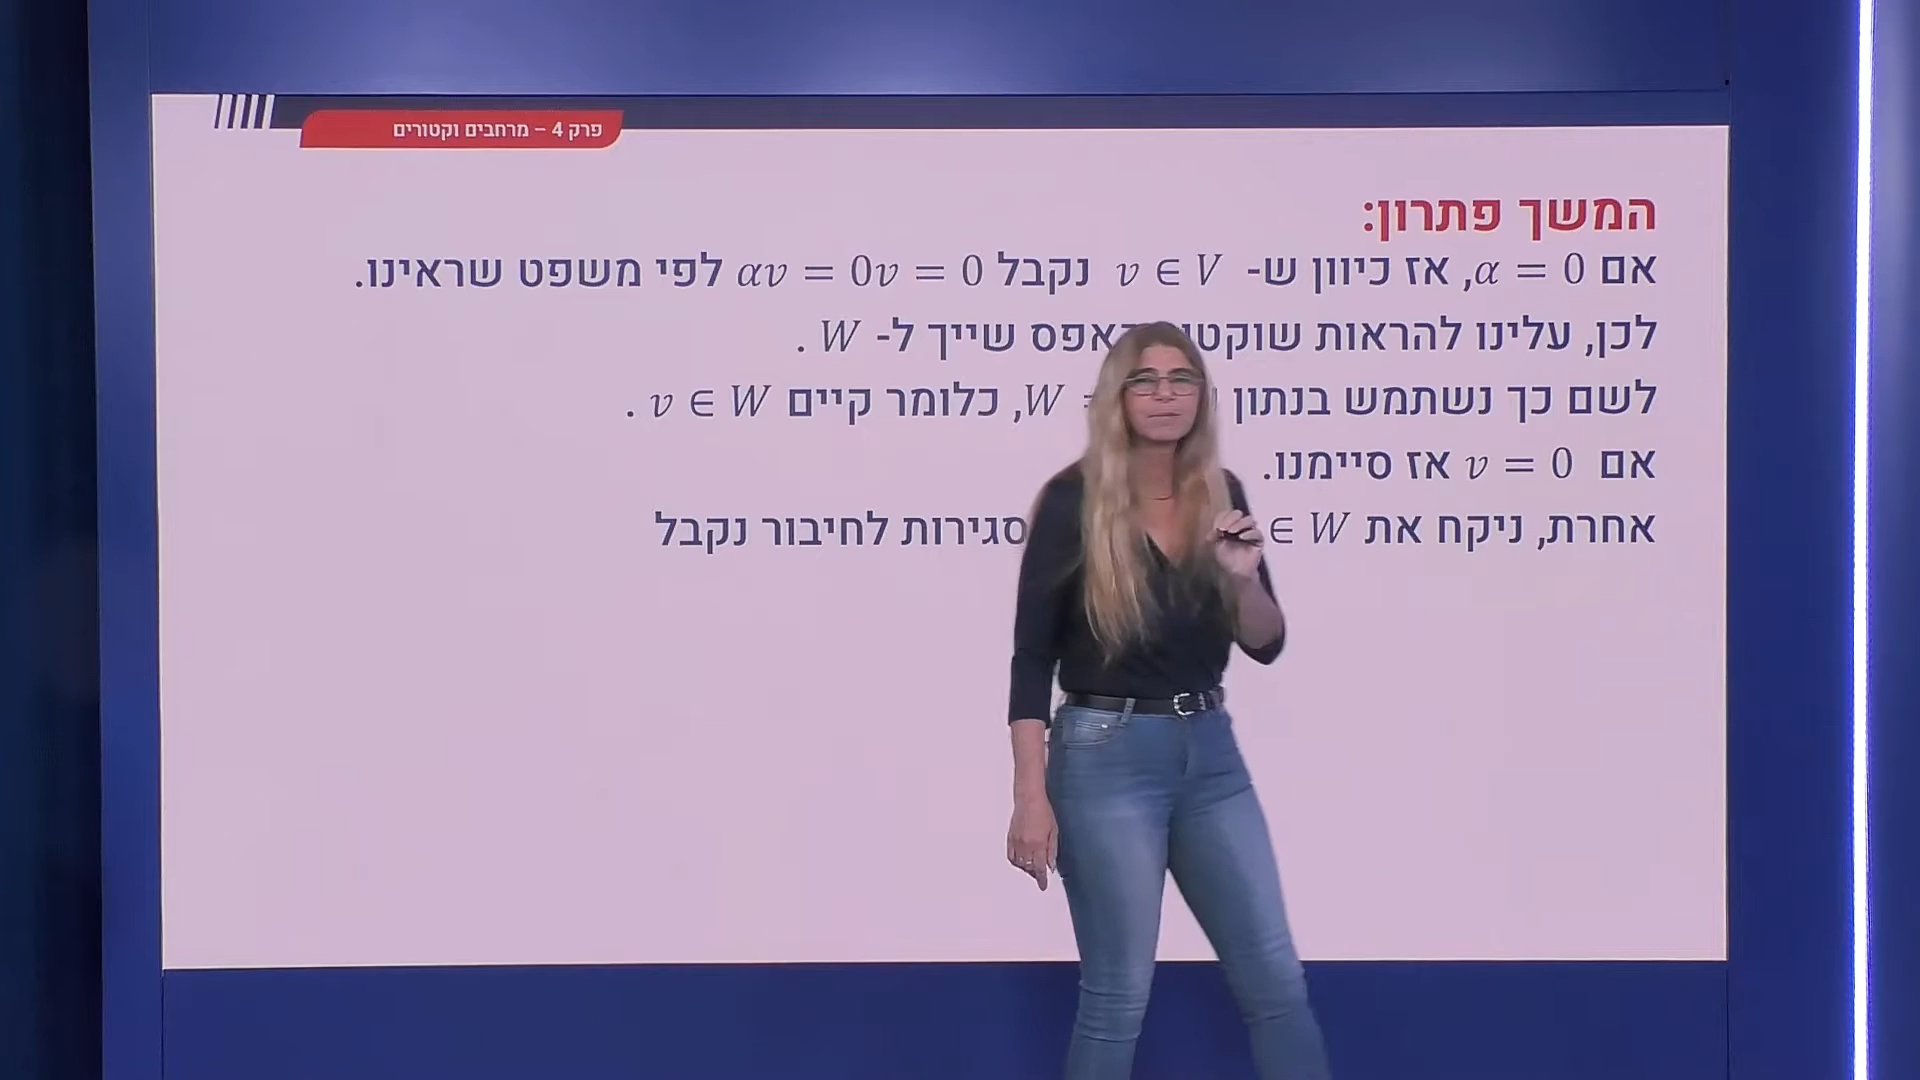 פרק 4 – מרחבים וקטורים
המשך פתרון:
אם α = 0, אז כיוון ש- v ∈ V נקבל αv = 0v = 0 לפי משפט שראינו.
לכן, עלינו להראות שוקטור האפס שייך ל- W .
לשם כך נשתמש בנתון W, כלומר קיים v ∈ W .
אם v = 0 אז סיימנו.
אחרת, ניקח את ∈ W סגירות לחיבור נקבל